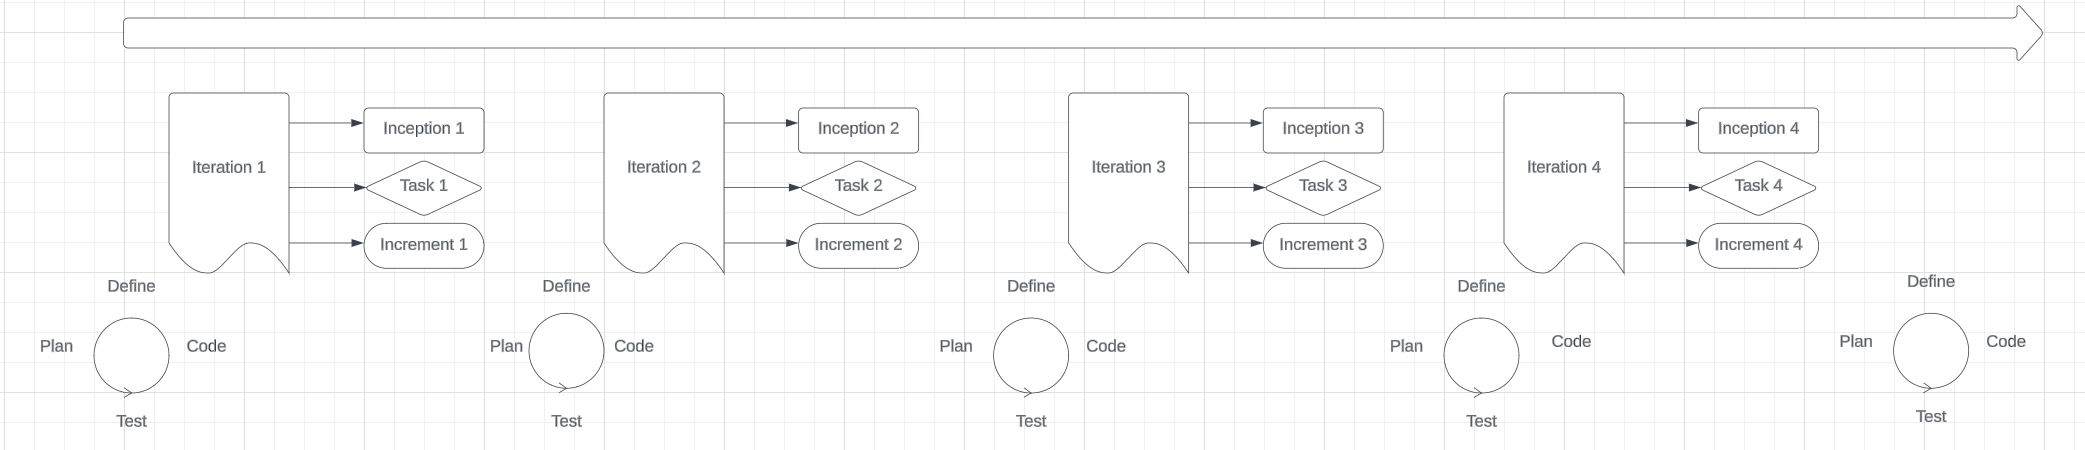 Iteration 1
Inception 1
Task 1
Increment 1
Iteration 2
Inception 2
Task 2
Increment 2
Iteration 3
Inception 3
Task 3
Increment 3
Iteration 4
Inception 4
Task 4
Increment 4
Define
Plan
Code
Test
Define
Plan
Code
Test
Define
Plan
Code
Test
Define
Plan
Code
Test
Define
Plan
Code
Test